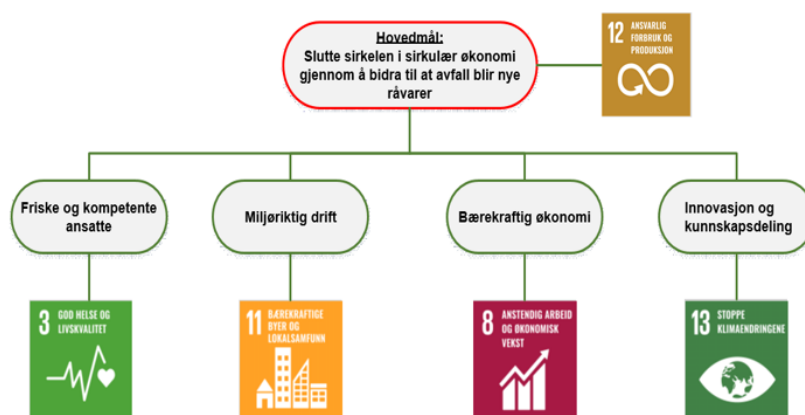 Hovedmål:
Slutte sirkelen i sirkulær økonomi
gjennom å bidra til at avfall blir nye
råvarer
12 ANSVARLIG
FORBRUK OG
PRODUKSJON
Friske og kompetente
ansatte
Miljøriktig drift
Bærekraftig økonomi
Innovasjon og
kunnskapsdeling
3 GOD HELSE OG
LIVSKVALITET
11 BÆREKRAFTIGE
BYER OG
LOKALSAMFUNN
8 ANSTENDIG ARBEID
OG ØKONOMISK
VEKST
13 STOPPE
KLIMAENDRINGENE